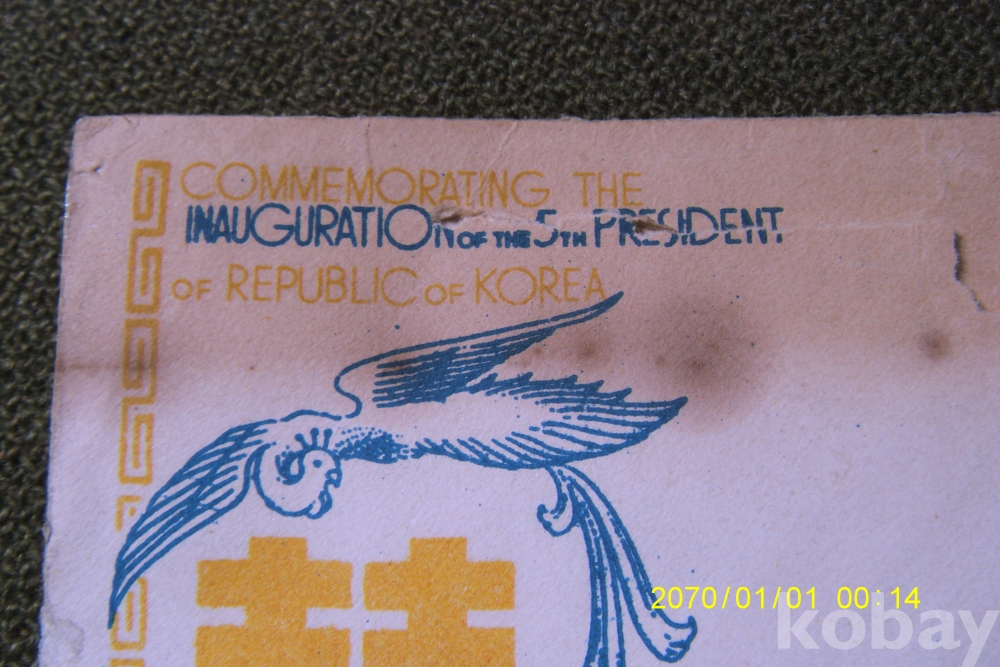 COMMEMORATING THE
INAUGURATION OF THE 5TH PRESIDENT
OF REPUBLIC OF KOREA
2070/01/01 00:14
kobay